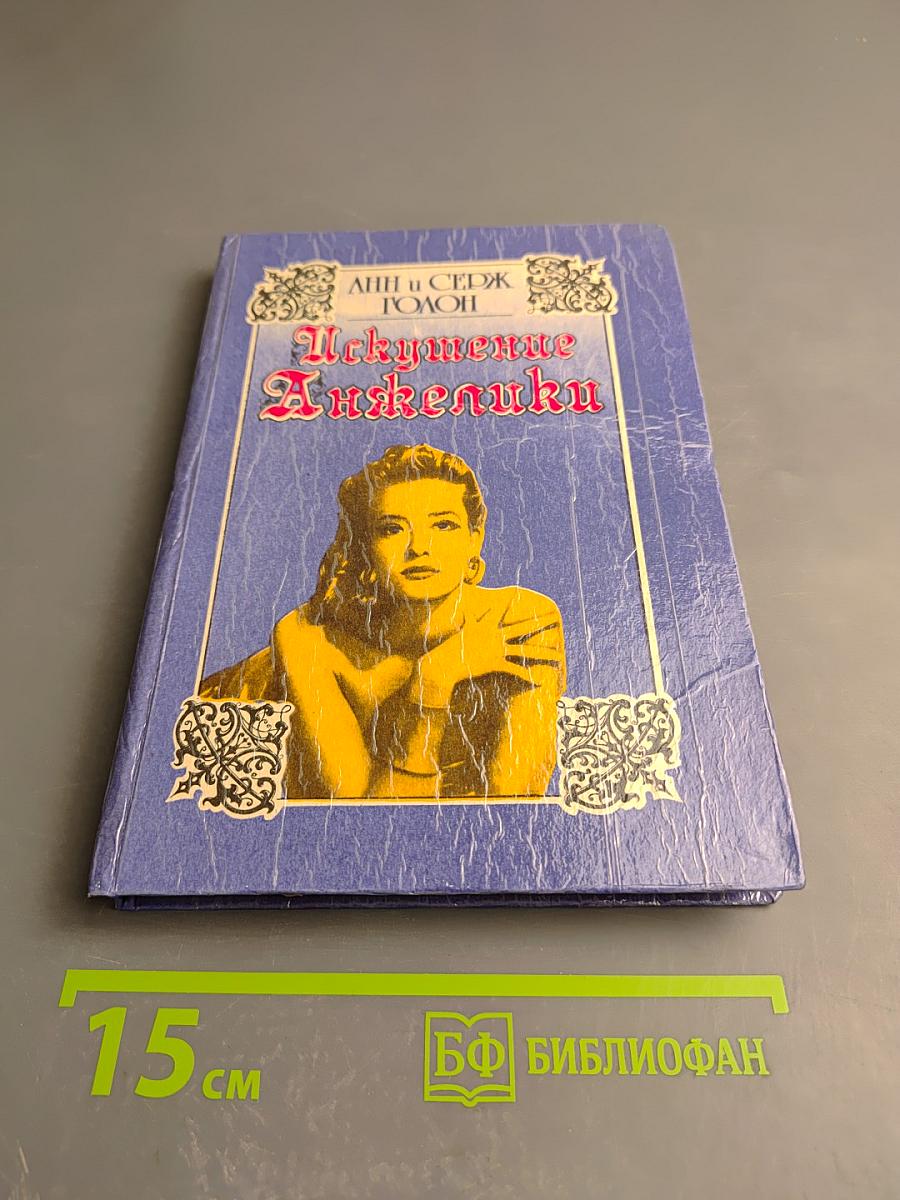 АНН и СЕРЖ
ГОЛОН
Искушение
Анжелики
15 см
БФ БИБЛИОФАН